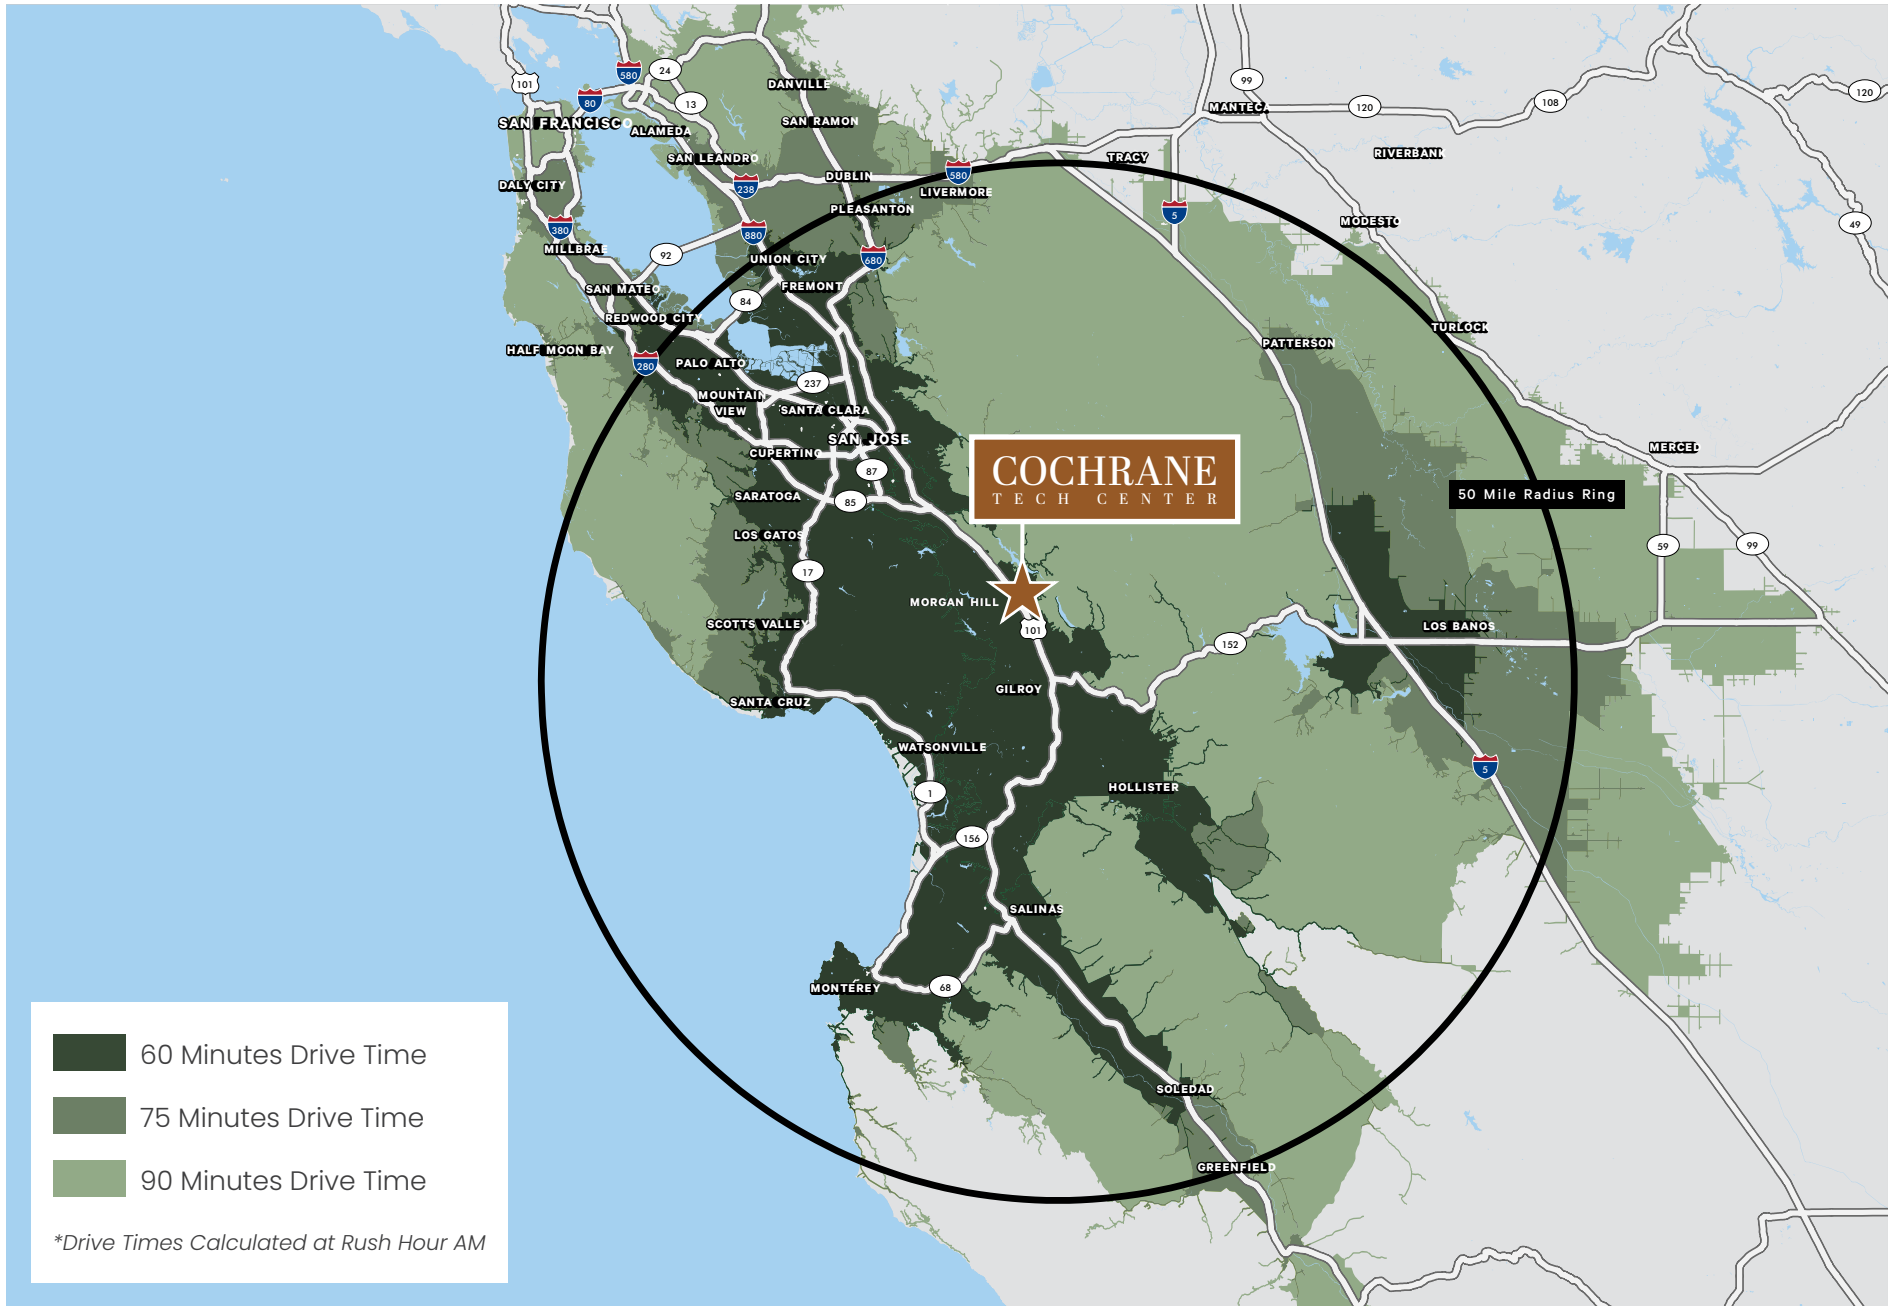 101
580
24
80
13
DANVILLE
99
MANTECA
120
108
120
SAN FRANCISCO
ALAMEDA
SAN RAMON
SAN LEANDRO
TRACY
RIVERBANK
DALY CITY
238
DUBLIN
580
LIVERMORE
380
880
PLEASANTON
5
MODESTO
49
MILLBRAE
92
UNION CITY
680
SAN MATEO
84
FREMONT
REDWOOD CITY
TURLOCK
HALF MOON BAY
280
PALO ALTO
PATTERSON
237
MOUNTAIN
VIEW
SANTA CLARA
SAN JOSE
CUPERTINO
87
MERCED
COCHRANE
TECH CENTER
50 Mile Radius Ring
SARATOGA
85
LOS GATOS
59
99
17
MORGAN HILL
101
SCOTTS VALLEY
LOS BANOS
152
GILROY
SANTA CRUZ
WATSONVILLE
5
1
HOLLISTER
156
SALINAS
MONTEREY
68
SOLEDAD
GREENFIELD
60 Minutes Drive Time
75 Minutes Drive Time
90 Minutes Drive Time
*Drive Times Calculated at Rush Hour AM